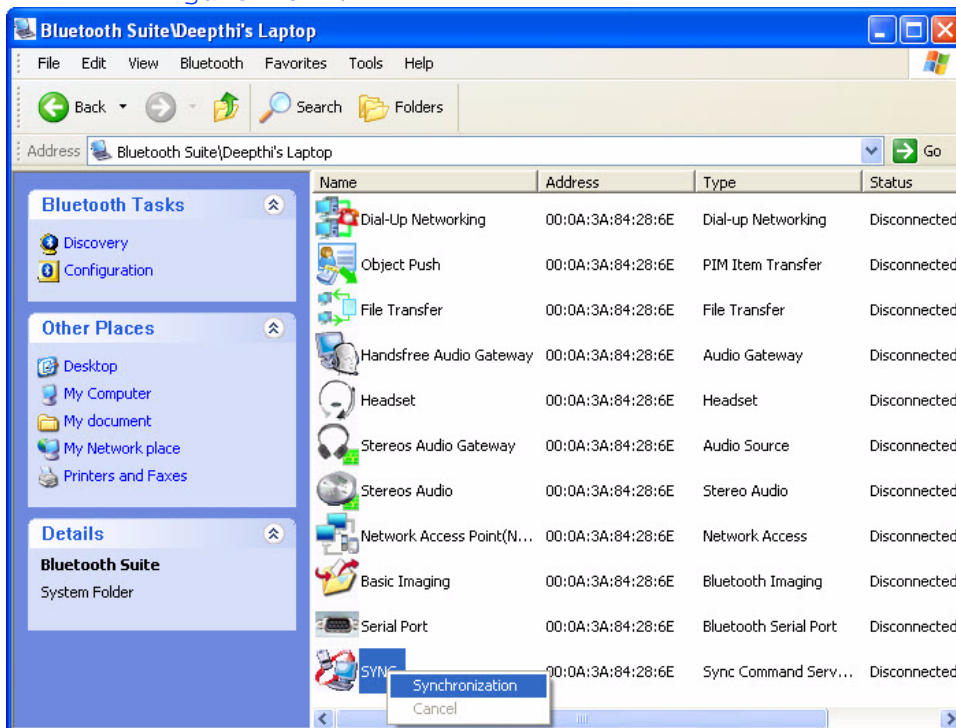 Bluetooth Suite\Deepthi's Laptop
File Edit View Bluetooth Favorites Tools Help
Back Search Folders
Address Bluetooth Suite\Deepthi's Laptop Go
Bluetooth Tasks
Discovery
Configuration
Other Places
Desktop
My Computer
My document
My Network place
Printers and Faxes
Details
Bluetooth Suite
System Folder
Name Address Type Status
Dial-Up Networking 00:0A:3A:84:28:6E Dial-up Networking Disconnected
Object Push 00:0A:3A:84:28:6E PIM Item Transfer Disconnected
File Transfer 00:0A:3A:84:28:6E File Transfer Disconnected
Handsfree Audio Gateway 00:0A:3A:84:28:6E Audio Gateway Disconnected
Headset 00:0A:3A:84:28:6E Headset Disconnected
Stereos Audio Gateway 00:0A:3A:84:28:6E Audio Source Disconnected
Stereos Audio 00:0A:3A:84:28:6E Stereo Audio Disconnected
Network Access Point(N... 00:0A:3A:84:28:6E Network Access Disconnected
Basic Imaging 00:0A:3A:84:28:6E Bluetooth Imaging Disconnected
Serial Port 00:0A:3A:84:28:6E Bluetooth Serial Port Disconnected
SYNC 00:0A:3A:84:28:6E Sync Command Serv... Disconnected
Synchronization
Cancel